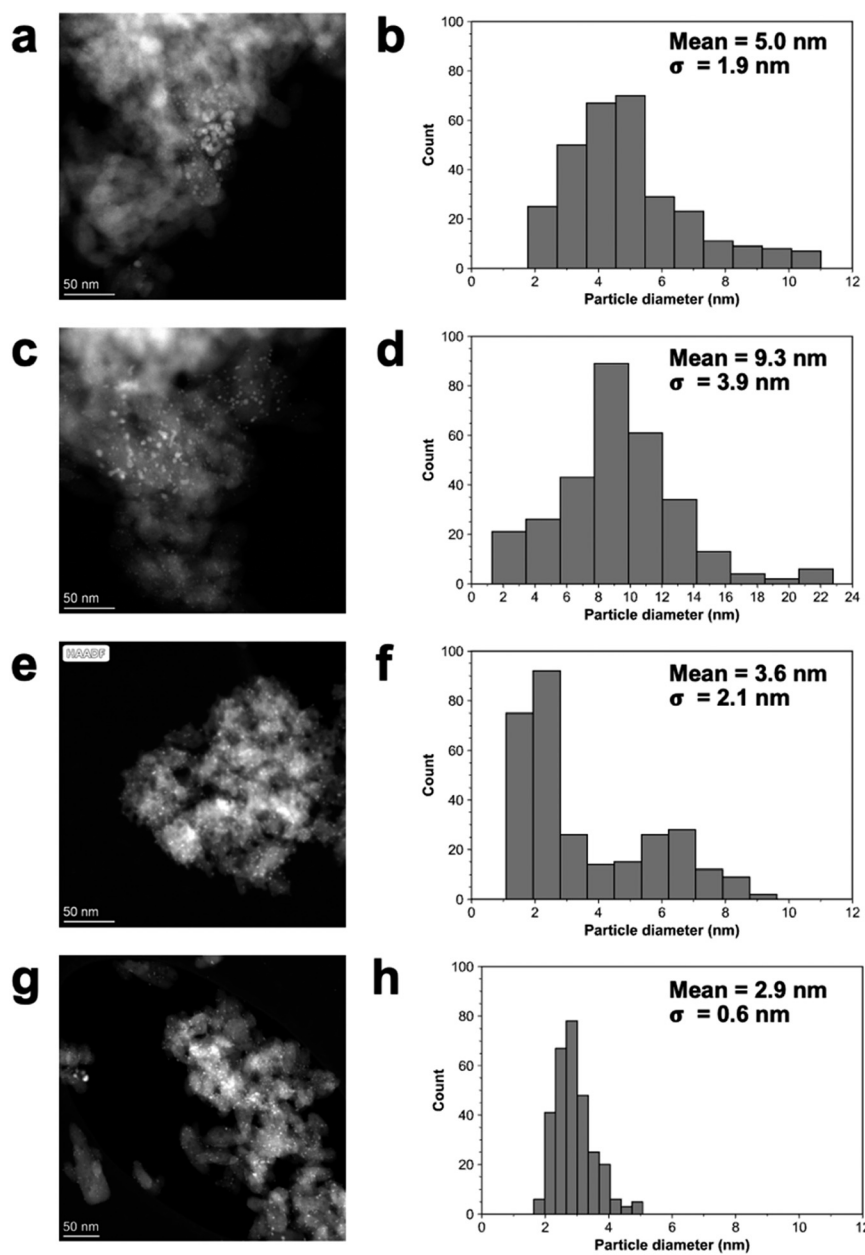 a
50 nm
b
Mean = 5.0 nm
σ = 1.9 nm
100
80
60
40
20
0
Count
0 2 4 6 8 10 12
Particle diameter (nm)
c
50 nm
d
Mean = 9.3 nm
σ = 3.9 nm
100
80
60
40
20
0
Count
0 2 4 6 8 10 12 14 16 18 20 22 24
Particle diameter (nm)
e
HAADF
50 nm
f
Mean = 3.6 nm
σ = 2.1 nm
100
80
60
40
20
0
Count
0 2 4 6 8 10 12
Particle diameter (nm)
g
50 nm
h
Mean = 2.9 nm
σ = 0.6 nm
100
80
60
40
20
0
Count
0 2 4 6 8 10 12
Particle diameter (nm)